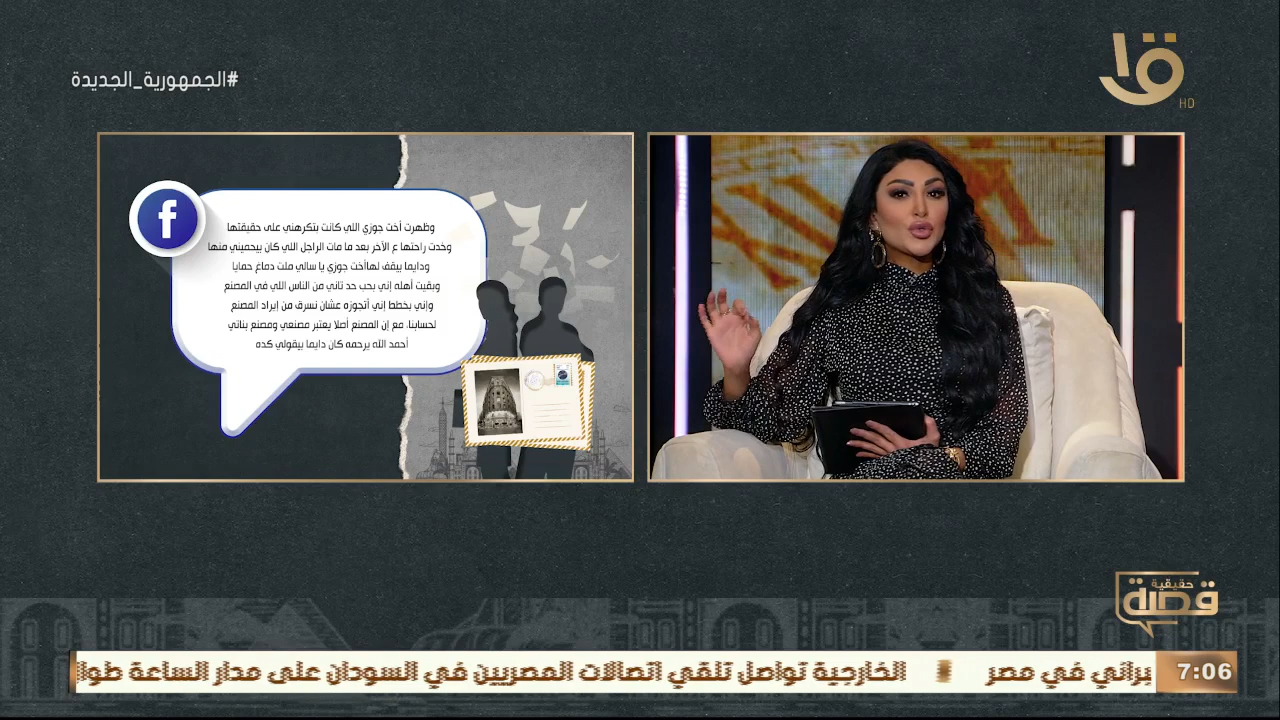 #الجمهورية_الجديدة
HD
f
وظهرت أخت جوزي اللي كانت بتكرهني على حقيقتها
وخدت راحتها ع الآخر بعد ما مات الراجل اللي كان بيحميني منها
ودايما بيقف لهاأخت جوزي يا سالي ملت دماغ حمايا
وبقيت أهله إني بحب حد تاني من الناس اللي في المصنع
وإني بخطط إني أتجوزه عشان نسرق من إيراد المصنع
لحسابنا، مع إن المصنع أصلا يعتبر مصنعي ومصنع بناتي
أحمد الله يرحمه كان دايما بيقولي كده
قصة
حقيقية
7:06
يراني في مصر
الخارجية تواصل تلقي اتصالات المصريين في السودان على مدار الساعة طوا